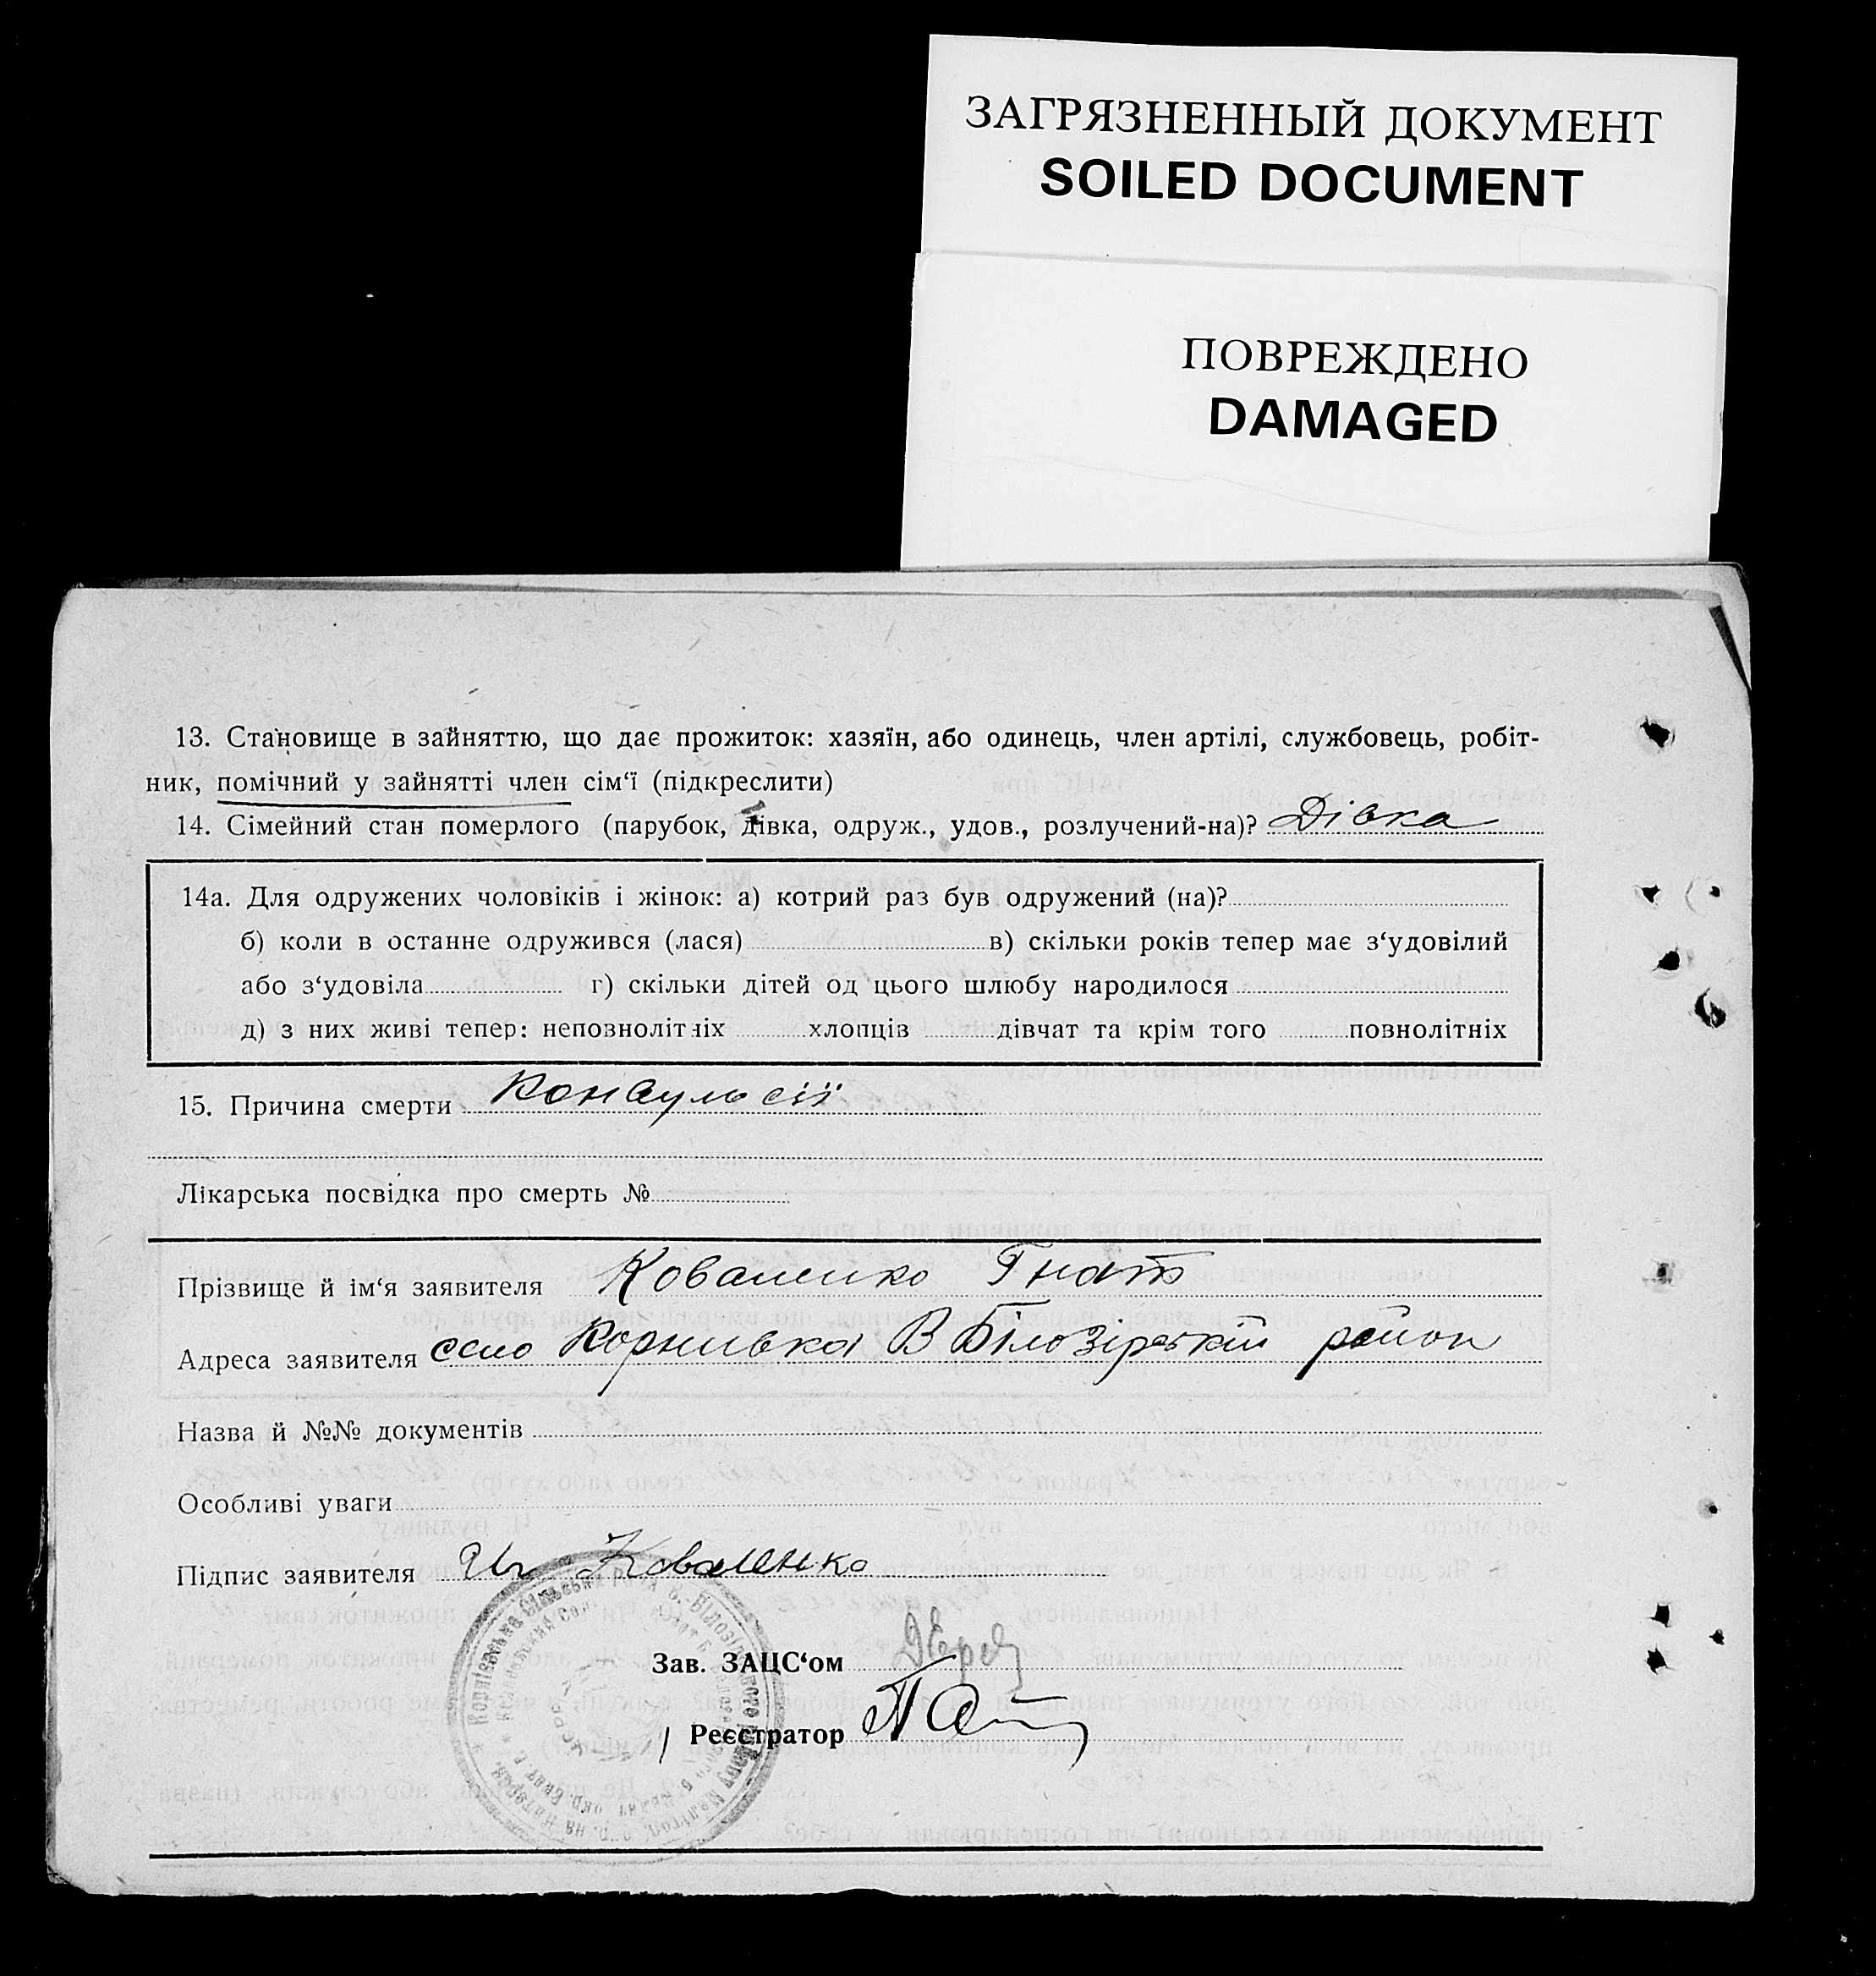 ЗАГРЯЗНЕННЫЙ ДОКУМЕНТ
SOILED DOCUMENT
ПОВРЕЖДЕНО
DAMAGED
13. Становище в зайняттю, що дає прожиток: хазяїн, або одинець, член артілі, службовець, робіт-
ник, помічний у зайнятті член сім‘ї (підкреслити)
14. Сімейний стан померлого (парубок, дівка, одруж., удов., розлучений-на)? Дівка
14а. Для одружених чоловіків і жінок: а) котрий раз був одружений (на)?
б) коли в останне одружився (лася) в) скільки років тепер має з‘удовілий
або з‘удовіла г) скільки дітей од цього шлюбу народилося
д) з них живі тепер: неповнолітніх хлопців дівчат та крім того повнолітніх
15. Причина смерти Конвульсії
Лікарська посвідка про смерть №
Прізвище й ім‘я заявителя Коваленко Гнат
Адреса заявителя село Корнивка В Білозірський район
Назва й №№ документів
Особливі уваги
Підпис заявителя Иг Коваленко
Зав. ЗАЦС‘ом
Реєстратор